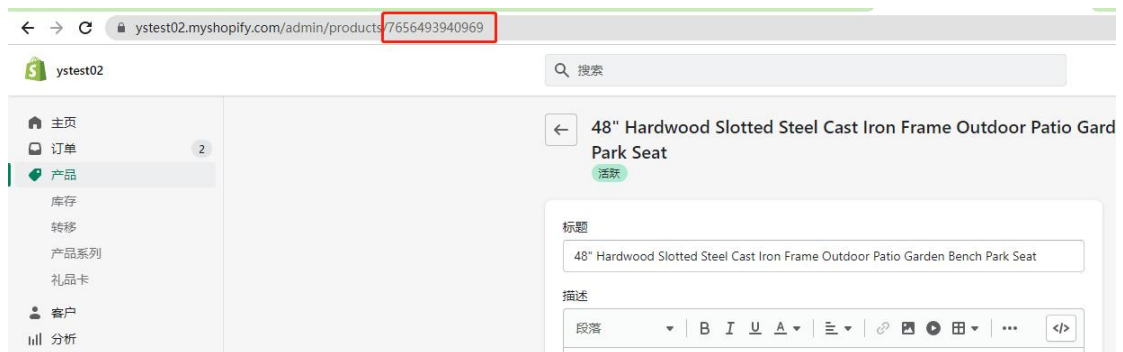 ystest02.myshopify.com/admin/products/7656493940969
ystest02
搜索
主页
订单 2
产品
库存
转移
产品系列
礼品卡
客户
分析
48" Hardwood Slotted Steel Cast Iron Frame Outdoor Patio Gard
Park Seat
活跃
标题
48" Hardwood Slotted Steel Cast Iron Frame Outdoor Patio Garden Bench Park Seat
描述
段落 B I U A </>